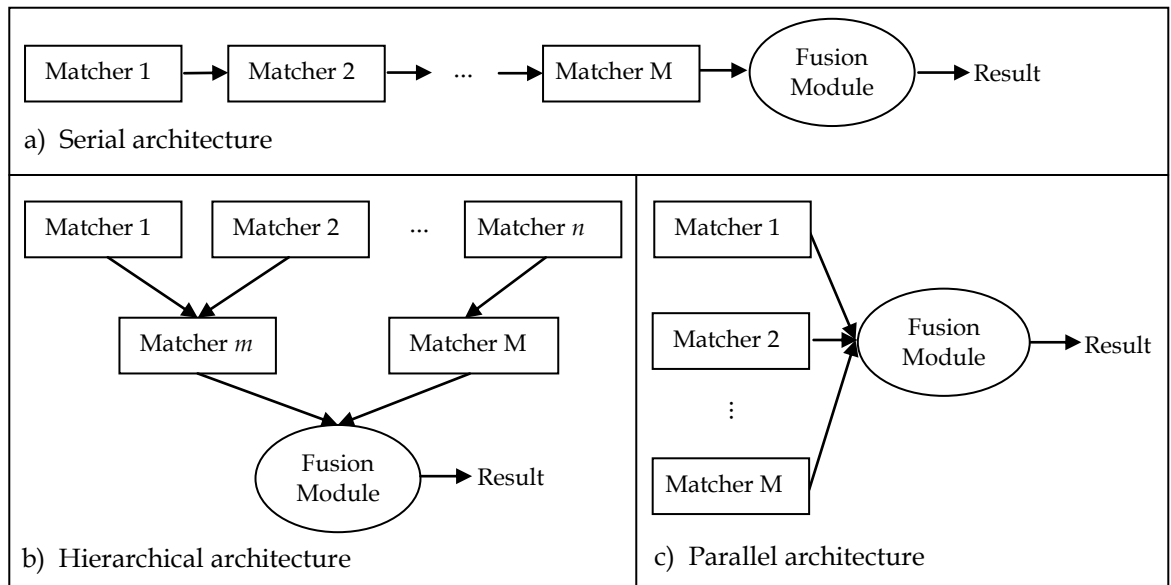 Matcher 1
Matcher 2
...
Matcher M
Fusion
Module
Result
a) Serial architecture
Matcher 1
Matcher 2
...
Matcher n
Matcher m
Matcher M
Fusion
Module
Result
b) Hierarchical architecture
Matcher 1
Matcher 2
...
Matcher M
Fusion
Module
Result
c) Parallel architecture